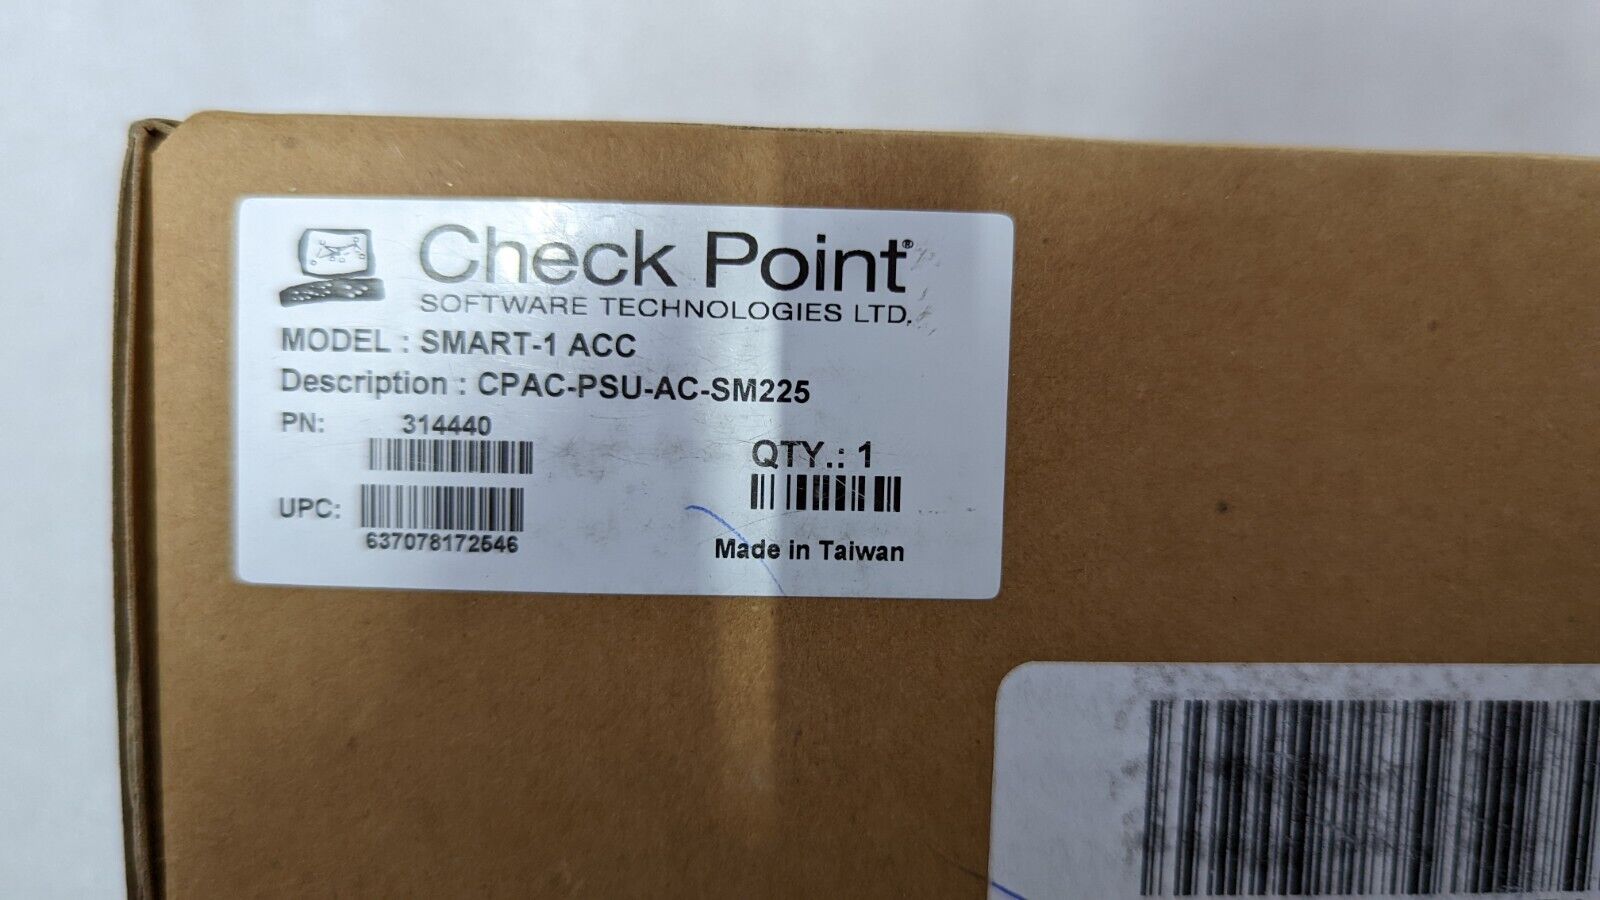 Check Point®
SOFTWARE TECHNOLOGIES LTD.
MODEL : SMART-1 ACC
Description : CPAC-PSU-AC-SM225
PN: 314440
QTY.: 1
UPC:
637078172546
Made in Taiwan